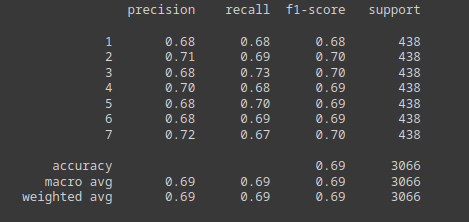 precision recall f1-score support
1 0.68 0.68 0.68 438
2 0.71 0.69 0.70 438
3 0.68 0.73 0.70 438
4 0.70 0.68 0.69 438
5 0.68 0.70 0.69 438
6 0.68 0.69 0.69 438
7 0.72 0.67 0.70 438
accuracy 0.69 3066
macro avg 0.69 0.69 0.69 3066
weighted avg 0.69 0.69 0.69 3066